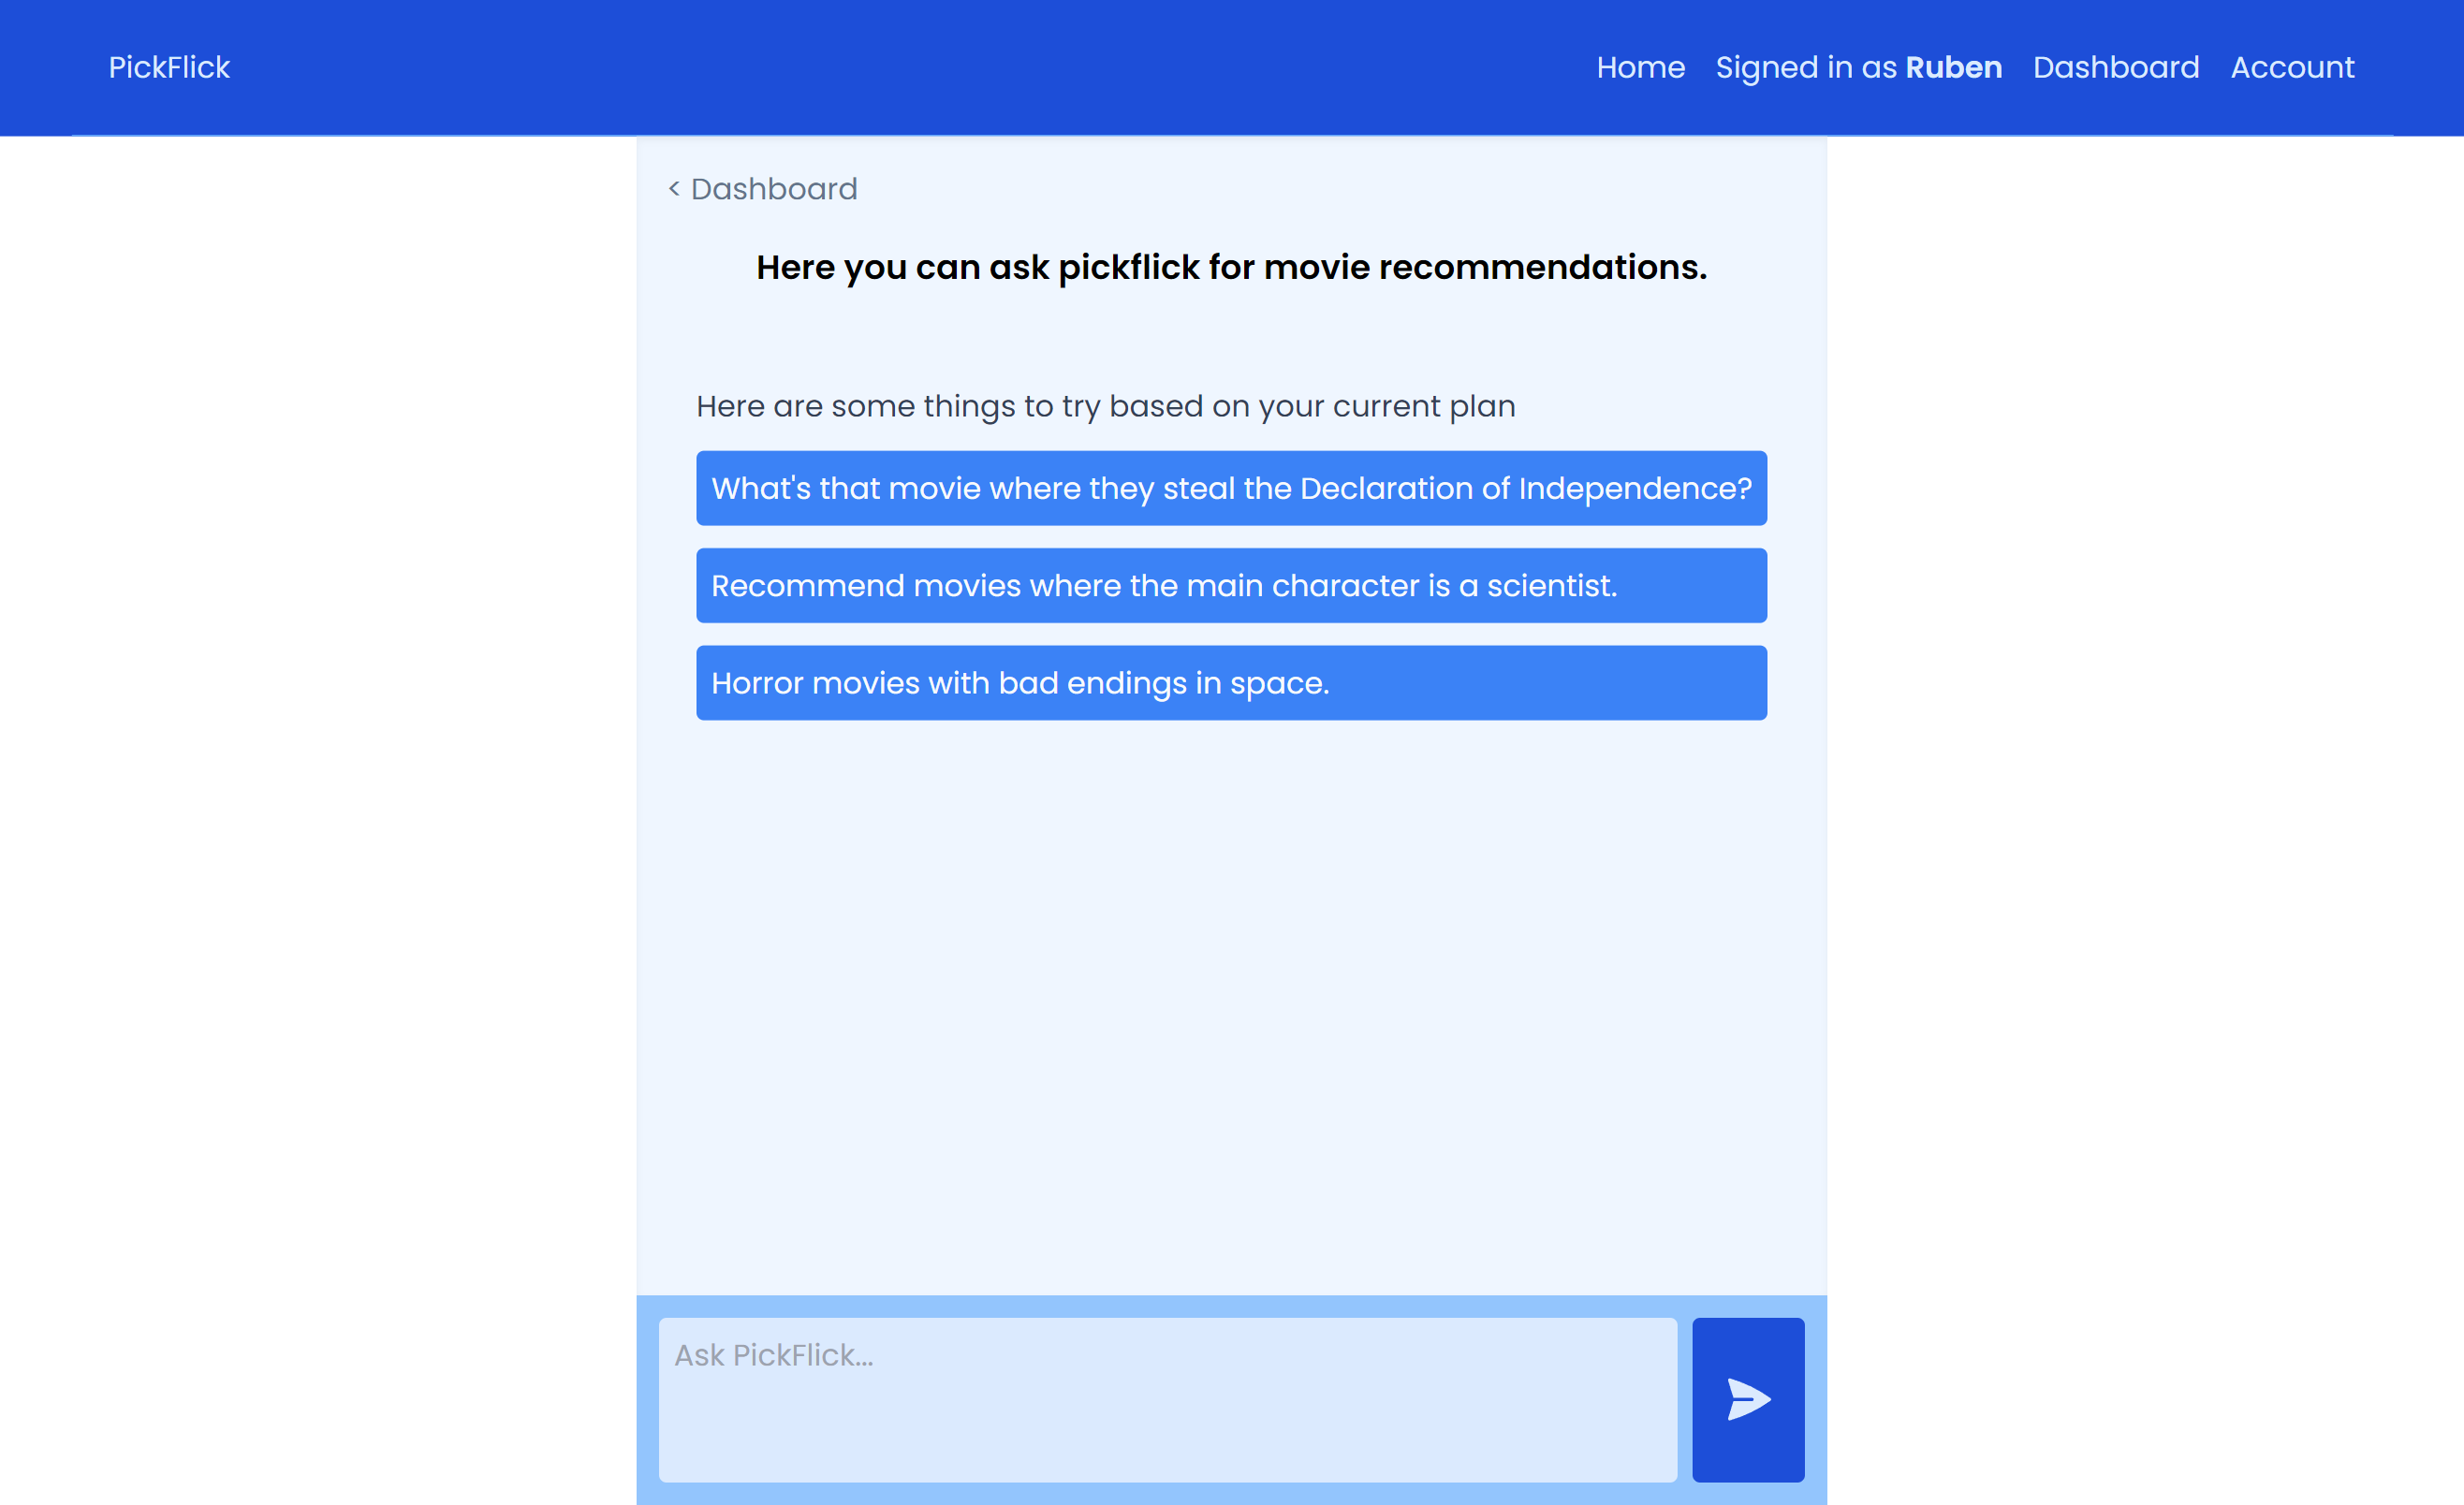 PickFlick
Home Signed in as Ruben Dashboard Account
< Dashboard
Here you can ask pickflick for movie recommendations.
Here are some things to try based on your current plan
What's that movie where they steal the Declaration of Independence?
Recommend movies where the main character is a scientist.
Horror movies with bad endings in space.
Ask PickFlick...